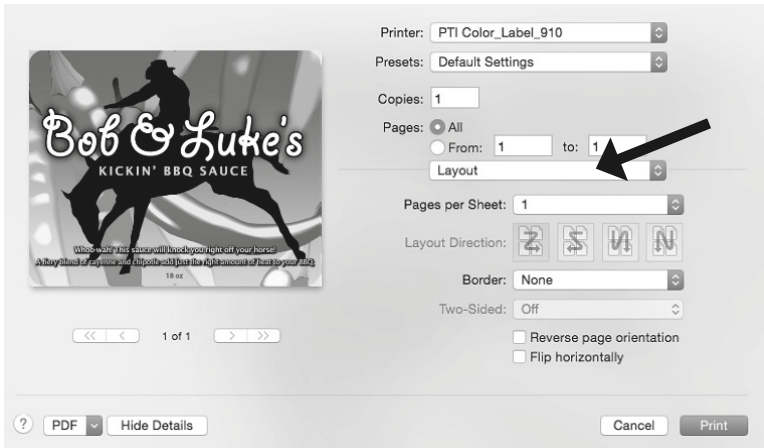 Printer: PTI Color_Label_910
Presets: Default Settings
Copies: 1
Pages: All
From: 1 to: 1
Layout
Pages per Sheet: 1
Layout Direction:
Border: None
Two-Sided: Off
Reverse page orientation
Flip horizontally
Bob & Luke's
KICKIN' BBQ SAUCE
Whoo-wah! This sauce will knock you right off your horse!
A fiery blend of cayenne and chipotle add just the right amount of heat to your BBQ.
18 oz
<< < 1 of 1 > >>
? PDF Hide Details Cancel Print